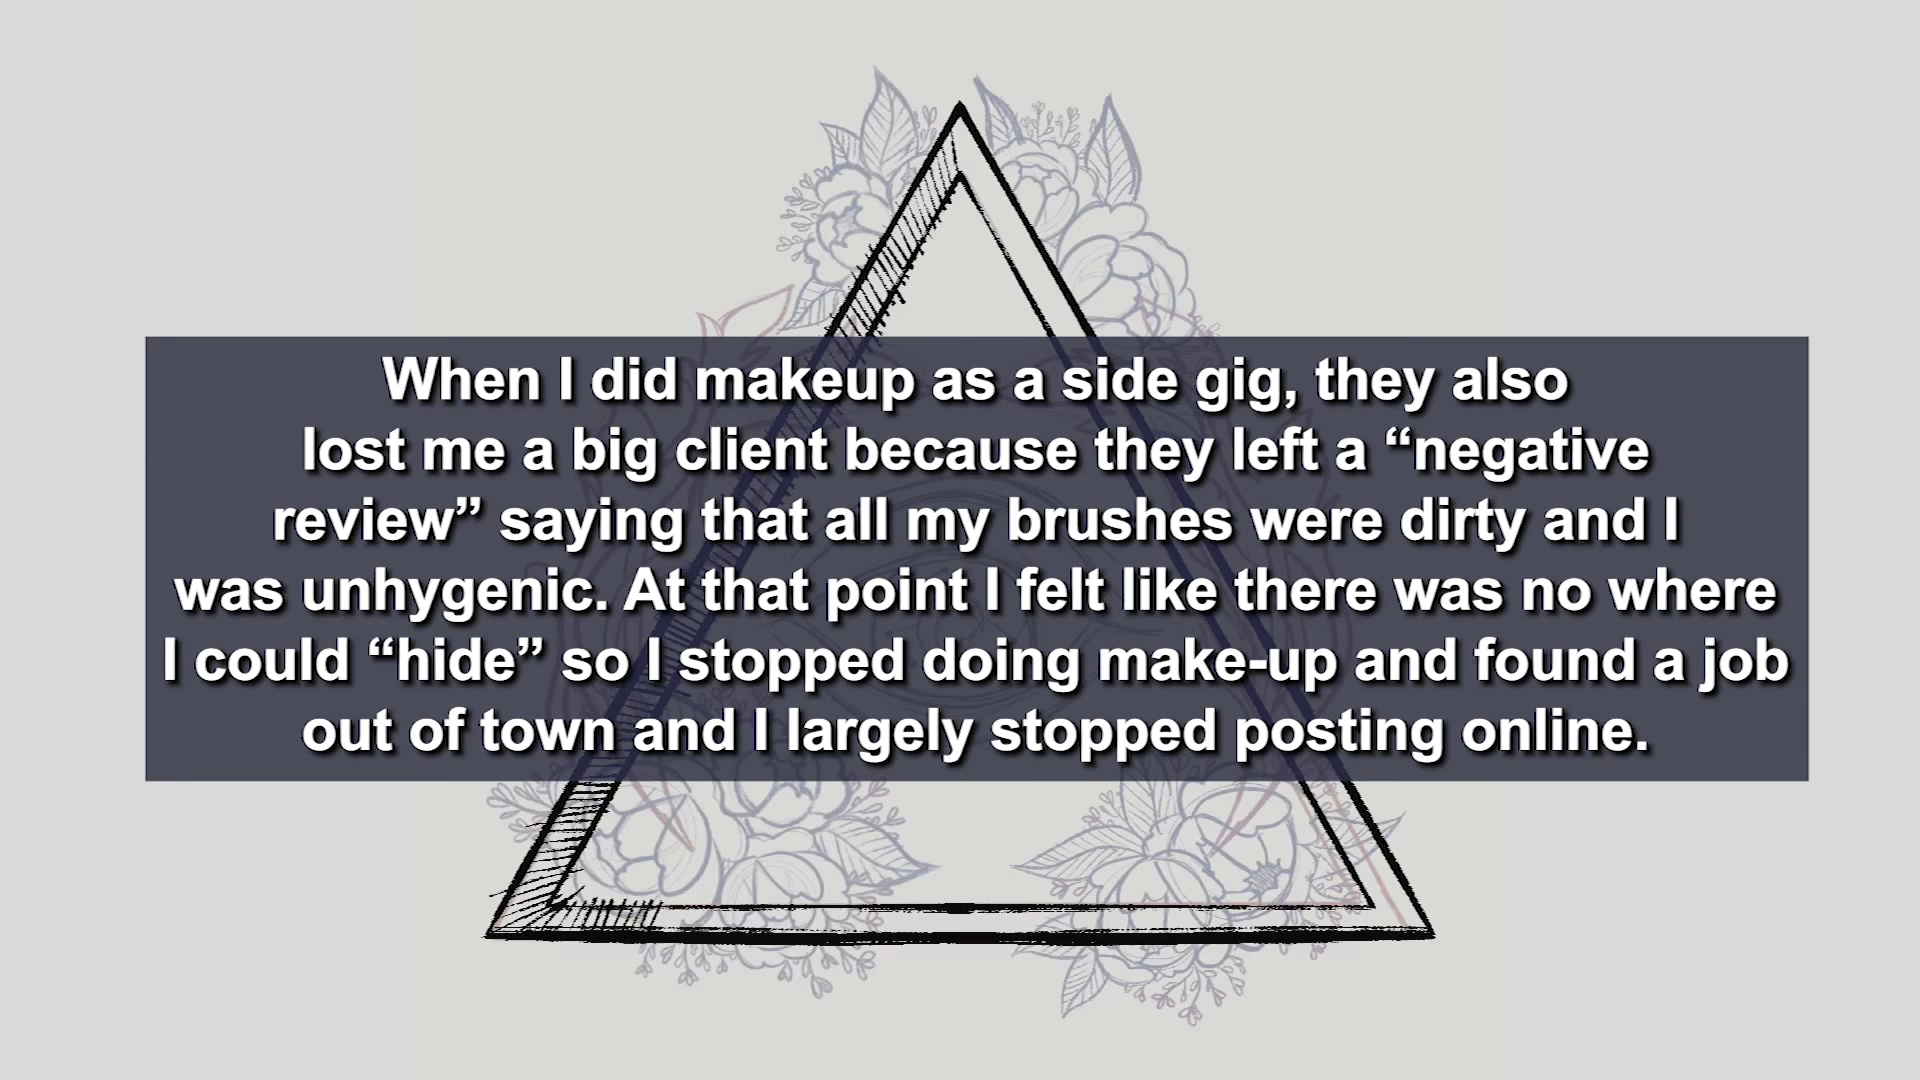 When I did makeup as a side gig, they also
lost me a big client because they left a “negative
review” saying that all my brushes were dirty and I
was unhygenic. At that point I felt like there was no where
I could “hide” so I stopped doing make-up and found a job
out of town and I largely stopped posting online.